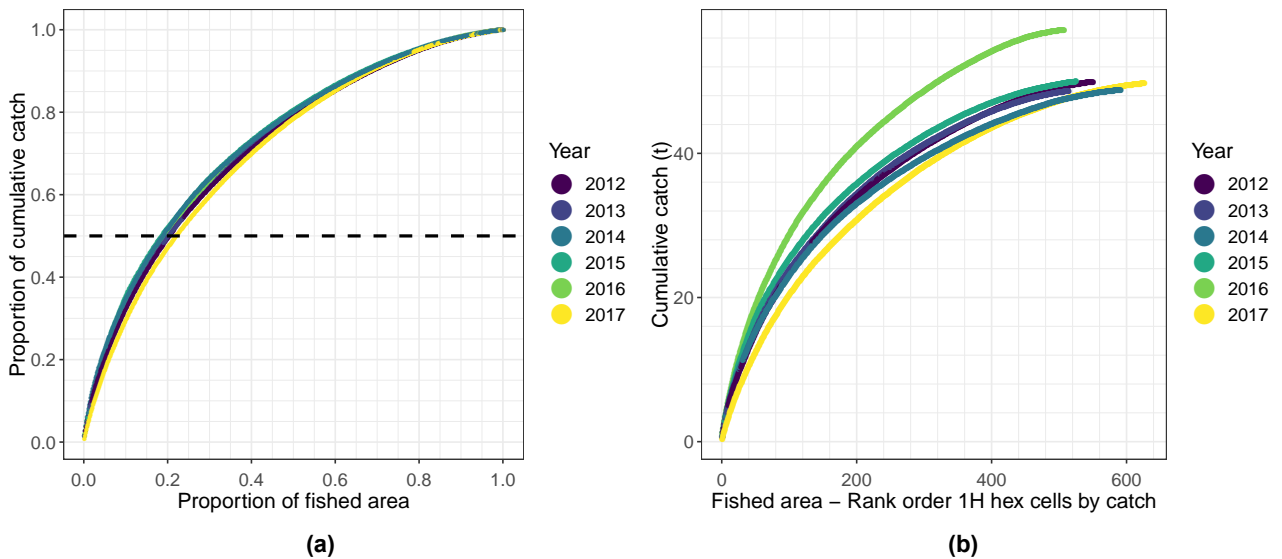 1.0
0.8
0.6
0.4
0.2
0.0
0.0 0.2 0.4 0.6 0.8 1.0
Proportion of cumulative catch
Proportion of fished area
Year
2012
2013
2014
2015
2016
2017
(a)
40
20
0
0 200 400 600
Cumulative catch (t)
Fished area − Rank order 1H hex cells by catch
Year
2012
2013
2014
2015
2016
2017
(b)